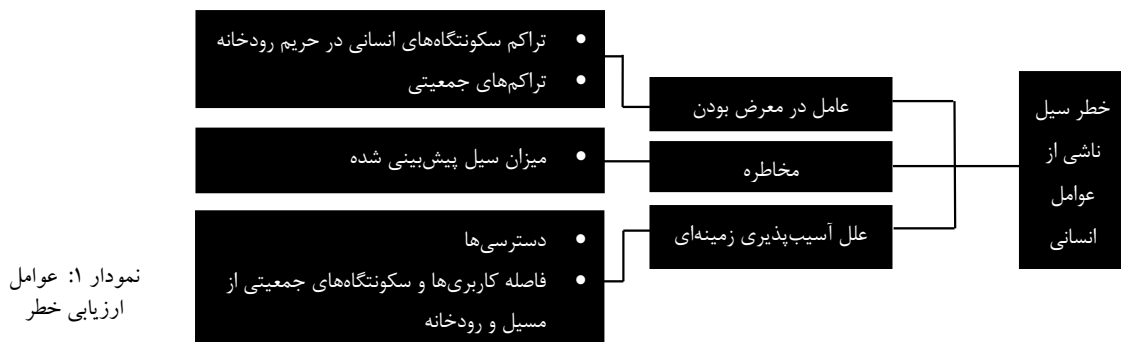 خطر سیل
ناشی از
عوامل
انسانی
عامل در معرض بودن
تراکم سکونتگاه‌های انسانی در حریم رودخانه
تراکم‌های جمعیتی
مخاطره
میزان سیل پیش‌بینی شده
علل آسیب‌پذیری زمینه‌ای
دسترسی‌ها
فاصله کاربری‌ها و سکونتگاه‌های جمعیتی از
مسیل و رودخانه
نمودار ۱: عوامل
ارزیابی خطر